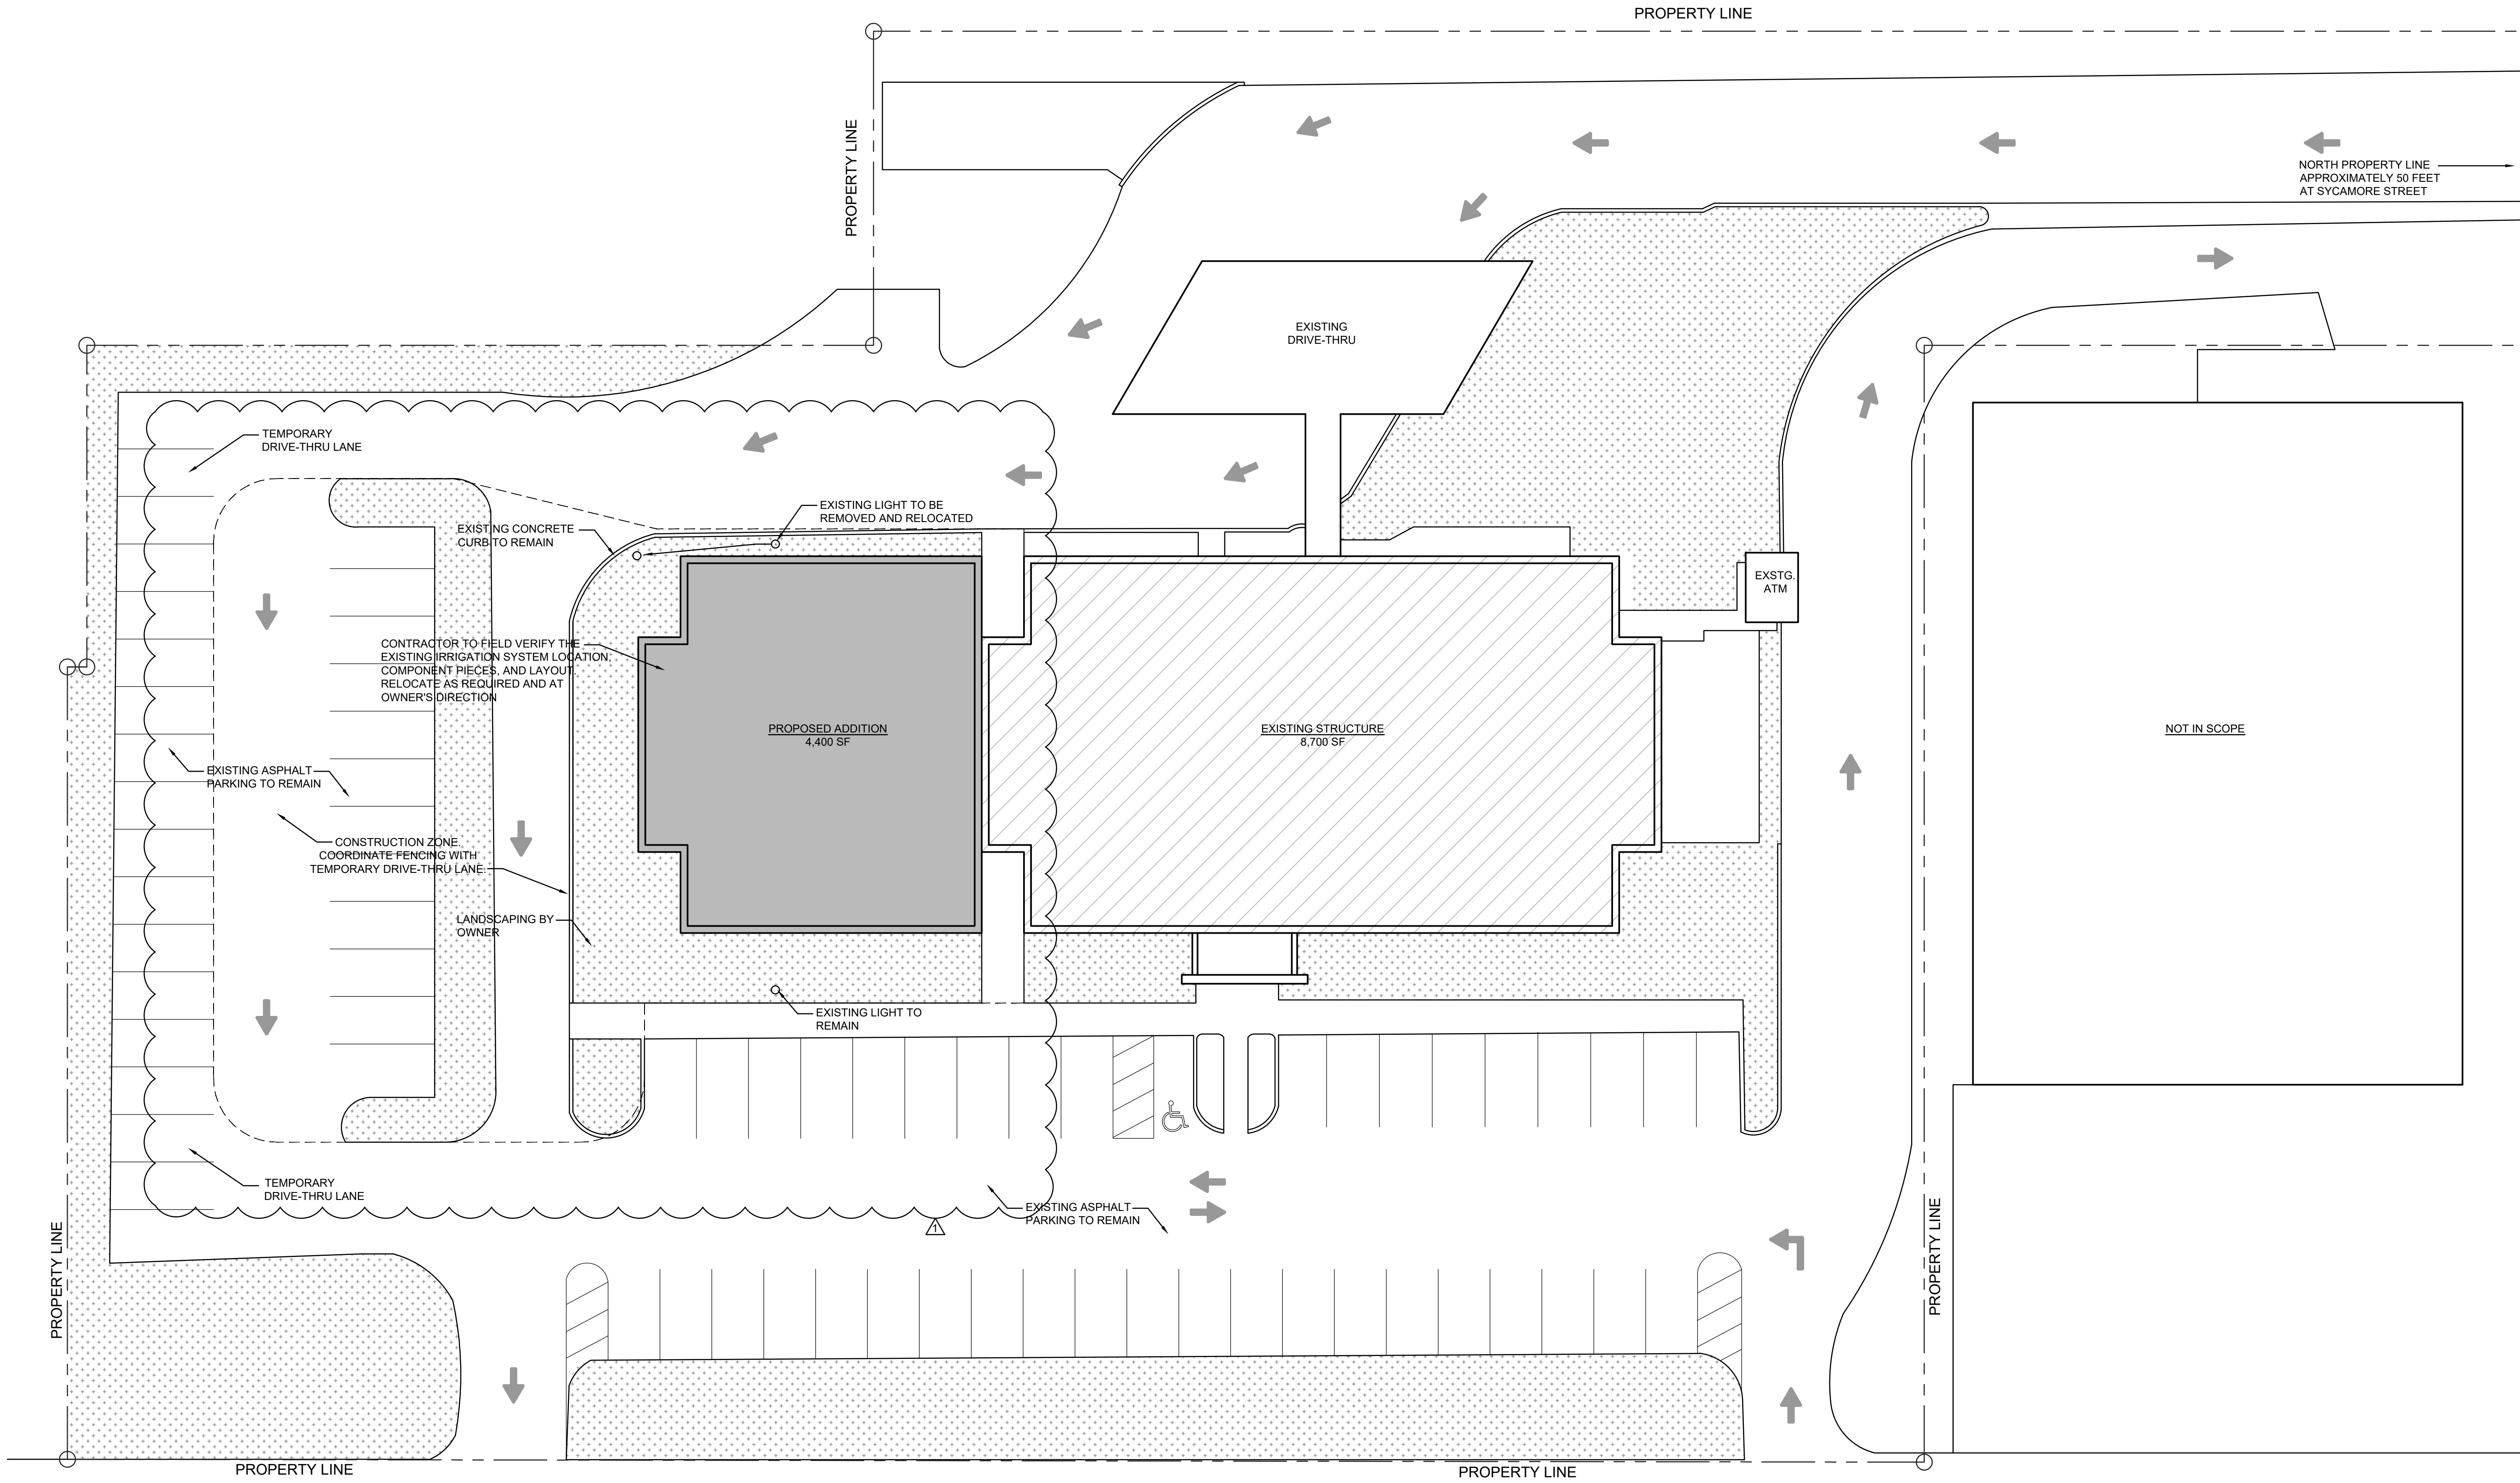 PROPERTY LINE
PROPERTY LINE
NORTH PROPERTY LINE
APPROXIMATELY 50 FEET
AT SYCAMORE STREET
EXISTING
DRIVE-THRU
TEMPORARY
DRIVE-THRU LANE
EXISTING LIGHT TO BE
REMOVED AND RELOCATED
EXISTING CONCRETE
CURB TO REMAIN
EXSTG.
ATM
CONTRACTOR TO FIELD VERIFY THE
EXISTING IRRIGATION SYSTEM LOCATION,
COMPONENT PIECES, AND LAYOUT.
RELOCATE AS REQUIRED AND AT
OWNER'S DIRECTION
PROPOSED ADDITION
4,400 SF
EXISTING STRUCTURE
8,700 SF
NOT IN SCOPE
EXISTING ASPHALT
PARKING TO REMAIN
CONSTRUCTION ZONE.
COORDINATE FENCING WITH
TEMPORARY DRIVE-THRU LANE.
LANDSCAPING BY
OWNER
EXISTING LIGHT TO
REMAIN
TEMPORARY
DRIVE-THRU LANE
EXISTING ASPHALT
PARKING TO REMAIN
1
PROPERTY LINE
PROPERTY LINE
PROPERTY LINE
PROPERTY LINE